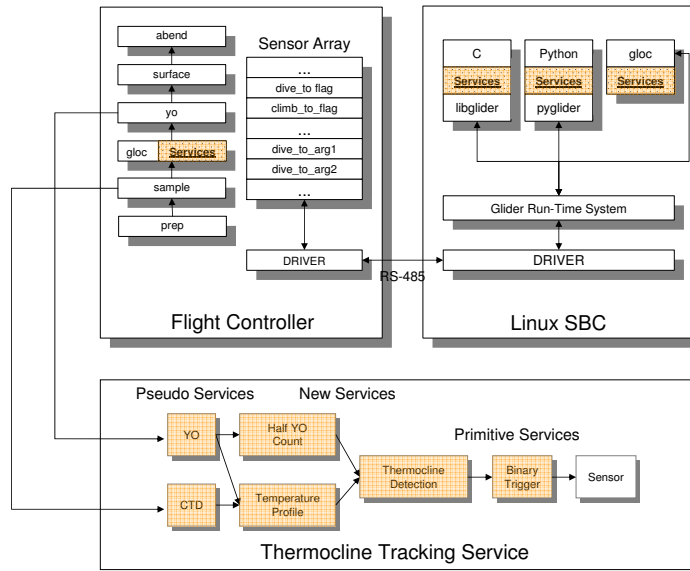 abend
surface
yo
gloc
Services
sample
prep
Sensor Array
...
dive_to flag
climb_to_flag
...
dive_to_arg1
dive_to_arg2
...
DRIVER
RS-485
Flight Controller
C
Services
libglider
Python
Services
pyglider
gloc
Services
Glider Run-Time System
DRIVER
Linux SBC
Pseudo Services
New Services
Primitive Services
YO
Half YO
Count
CTD
Temperature
Profile
Thermocline
Detection
Binary
Trigger
Sensor
Thermocline Tracking Service